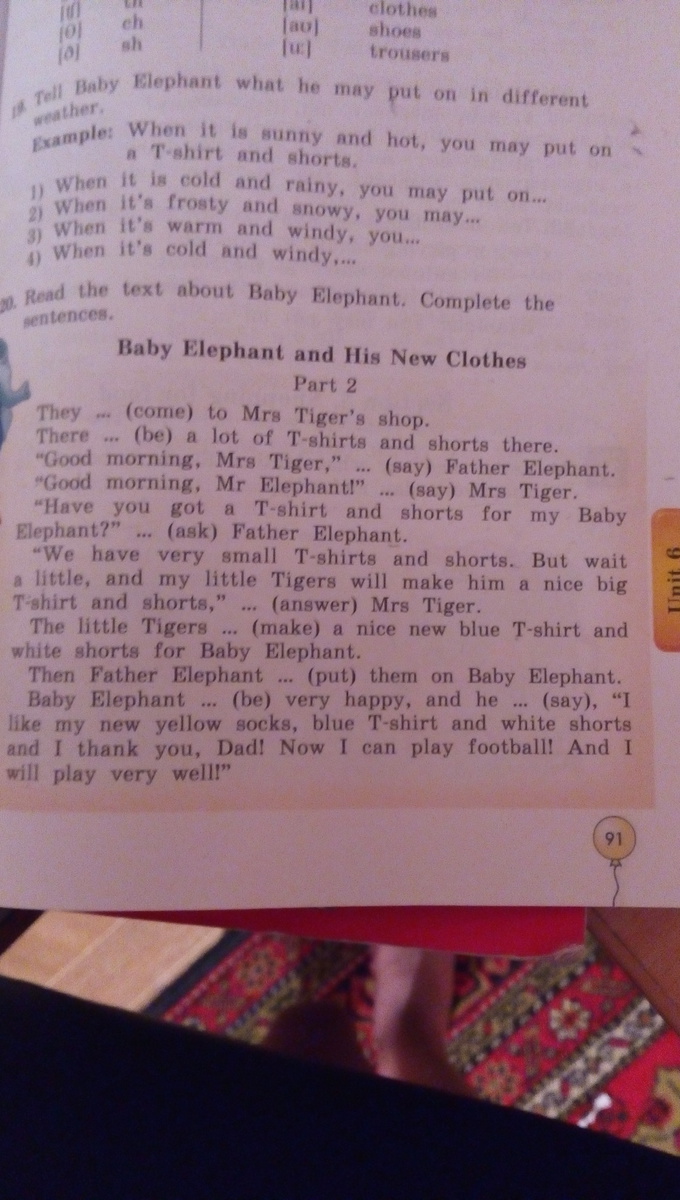 th
[aɪ] clothes
[θ] ch [aʊ] shoes
[ð] sh [u:] trousers
19. Tell Baby Elephant what he may put on in different
weather.
Example: When it is sunny and hot, you may put on
a T-shirt and shorts.
1) When it is cold and rainy, you may put on...
2) When it's frosty and snowy, you may...
3) When it's warm and windy, you...
4) When it's cold and windy,...
20. Read the text about Baby Elephant. Complete the
sentences.
Baby Elephant and His New Clothes
Part 2
They ... (come) to Mrs Tiger's shop.
There ... (be) a lot of T-shirts and shorts there.
“Good morning, Mrs Tiger,” ... (say) Father Elephant.
“Good morning, Mr Elephant!” ... (say) Mrs Tiger.
“Have you got a T-shirt and shorts for my Baby
Elephant?” ... (ask) Father Elephant.
“We have very small T-shirts and shorts. But wait
a little, and my little Tigers will make him a nice big
T-shirt and shorts,” ... (answer) Mrs Tiger.
The little Tigers ... (make) a nice new blue T-shirt and
white shorts for Baby Elephant.
Then Father Elephant ... (put) them on Baby Elephant.
Baby Elephant ... (be) very happy, and he ... (say), “I
like my new yellow socks, blue T-shirt and white shorts
and I thank you, Dad! Now I can play football! And I
will play very well!”
Unit 6
91